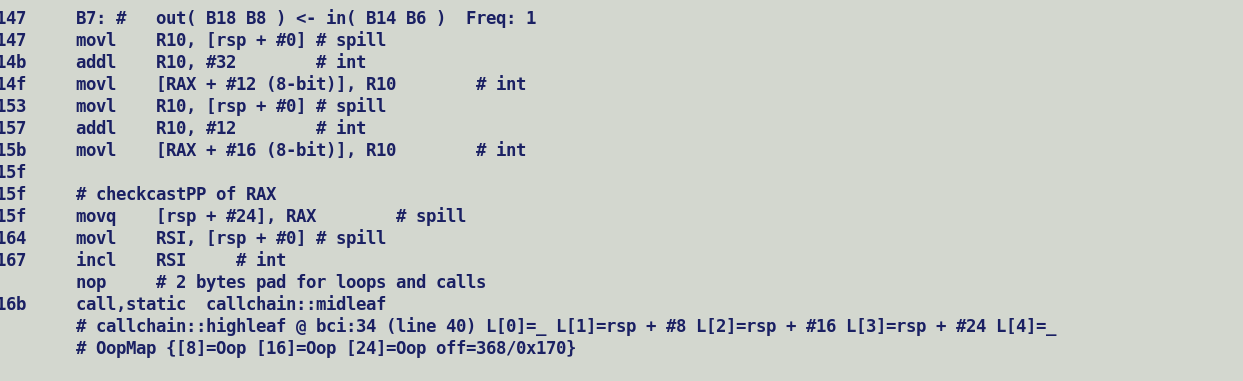 147     B7: #   out( B18 B8 ) <- in( B14 B6 )  Freq: 1
147     movl    R10, [rsp + #0] # spill
14b     addl    R10, #32        # int
14f     movl    [RAX + #12 (8-bit)], R10        # int
153     movl    R10, [rsp + #0] # spill
157     addl    R10, #12        # int
15b     movl    [RAX + #16 (8-bit)], R10        # int
15f
15f     # checkcastPP of RAX
15f     movq    [rsp + #24], RAX        # spill
164     movl    RSI, [rsp + #0] # spill
167     incl    RSI     # int
        nop     # 2 bytes pad for loops and calls
16b     call,static  callchain::midleaf
        # callchain::highleaf @ bci:34 (line 40) L[0]=_ L[1]=rsp + #8 L[2]=rsp + #16 L[3]=rsp + #24 L[4]=_
        # OopMap {[8]=Oop [16]=Oop [24]=Oop off=368/0x170}